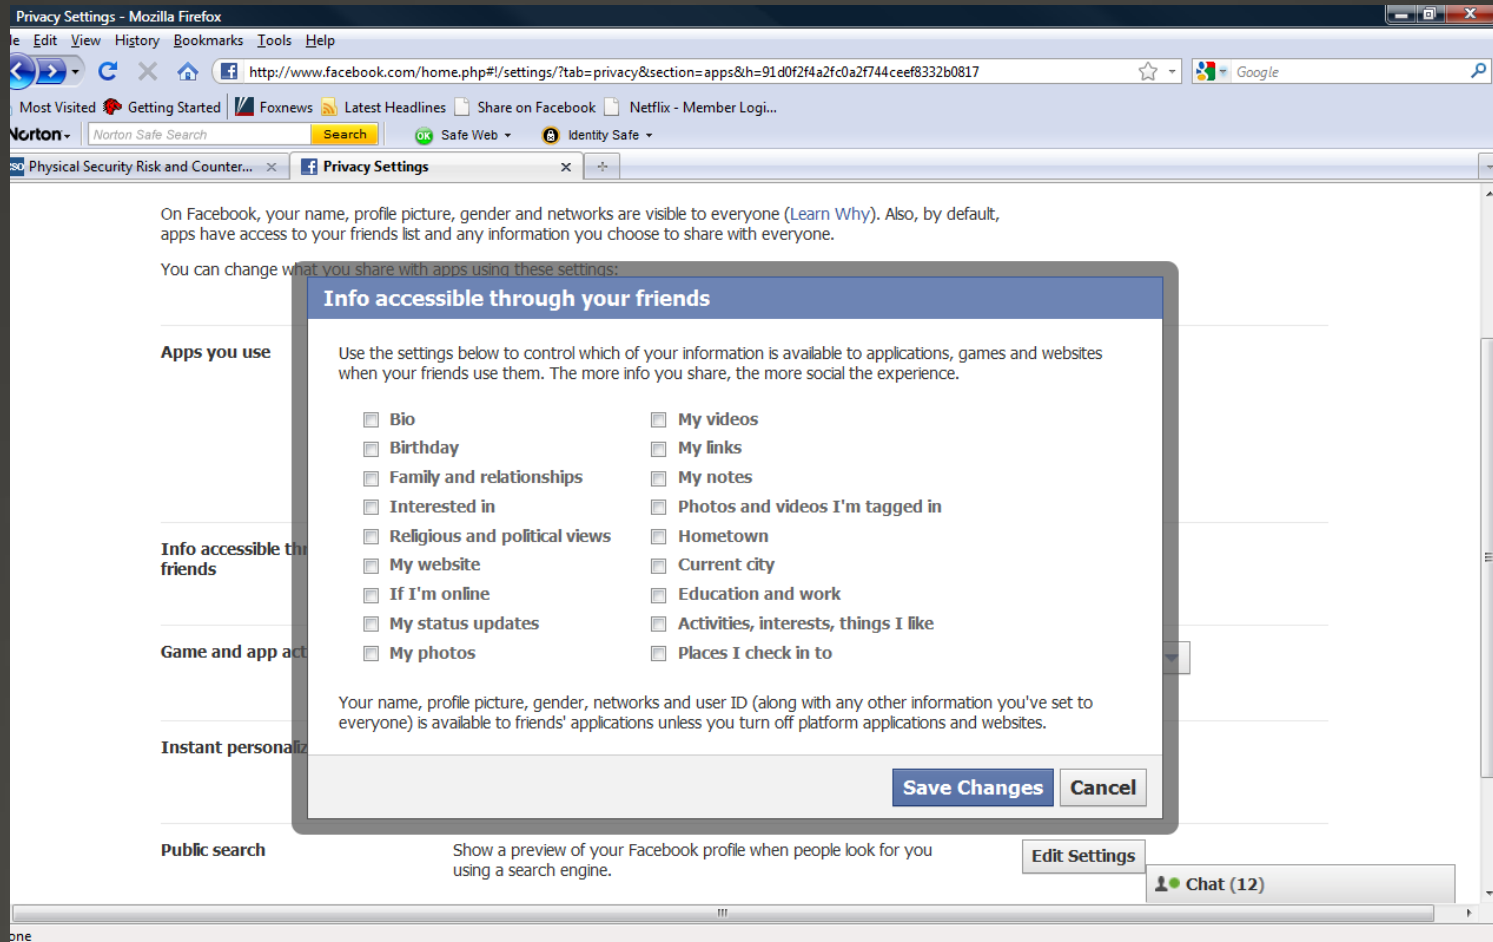 Privacy Settings - Mozilla Firefox
le Edit View History Bookmarks Tools Help
http://www.facebook.com/home.php#!/settings/?tab=privacy&section=apps&h=91d0f2f4a2fc0a2f744ceef8332b0817
Google
Most Visited Getting Started Foxnews Latest Headlines Share on Facebook Netflix - Member Logi...
Norton Norton Safe Search Search OK Safe Web Identity Safe
Physical Security Risk and Counter... Privacy Settings
On Facebook, your name, profile picture, gender and networks are visible to everyone (Learn Why). Also, by default,
apps have access to your friends list and any information you choose to share with everyone.
You can change what you share with apps using these settings:
Info accessible through your friends
Apps you use
Use the settings below to control which of your information is available to applications, games and websites
when your friends use them. The more info you share, the more social the experience.
Bio
Birthday
Family and relationships
Interested in
Religious and political views
My website
If I'm online
My status updates
My photos
My videos
My links
My notes
Photos and videos I'm tagged in
Hometown
Current city
Education and work
Activities, interests, things I like
Places I check in to
Your name, profile picture, gender, networks and user ID (along with any other information you've set to
everyone) is available to friends' applications unless you turn off platform applications and websites.
Save Changes Cancel
Info accessible thr
friends
Game and app act
Instant personaliz
Public search
Show a preview of your Facebook profile when people look for you
using a search engine.
Edit Settings
Chat (12)
one